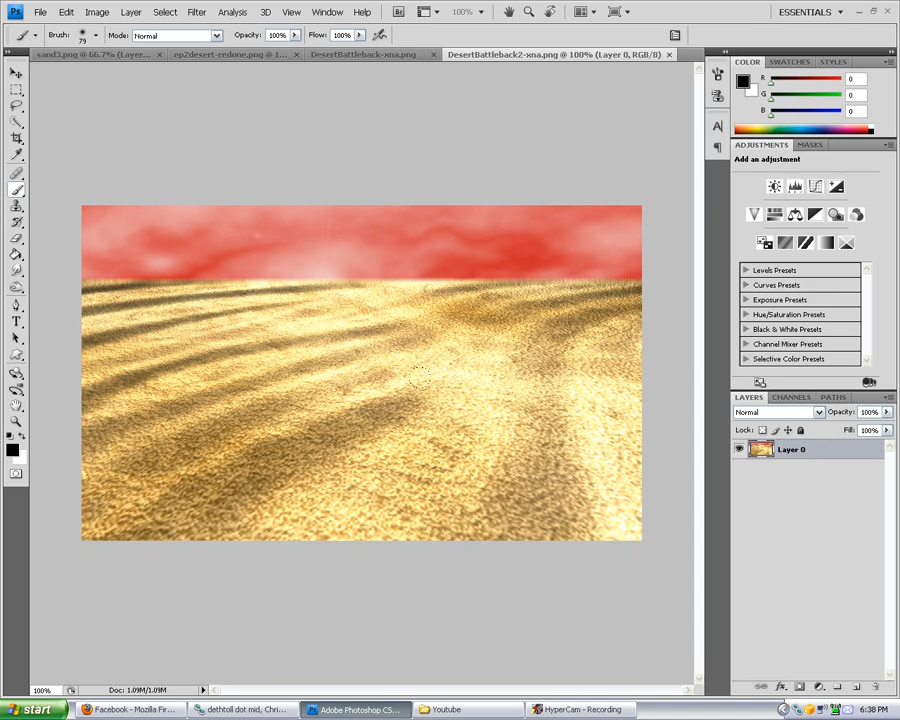 Ps File Edit Image Layer Select Filter Analysis 3D View Window Help Br 100% ESSENTIALS
Brush: 79 Mode: Normal Opacity: 100% Flow: 100%
sand3.png @ 66.7% (Layer... ep2desert-redone.png @ 1... DesertBattleback-xna.png DesertBattleback2-xna.png @ 100% (Layer 0, RGB/8)
COLOR SWATCHES STYLES
R 0
G 0
B 0
ADJUSTMENTS MASKS
Add an adjustment
Levels Presets
Curves Presets
Exposure Presets
Hue/Saturation Presets
Black & White Presets
Channel Mixer Presets
Selective Color Presets
LAYERS CHANNELS PATHS
Normal Opacity: 100%
Lock: Fill: 100%
Layer 0
100% Doc: 1.09M/1.09M
start Facebook - Mozilla Fir... dethtoll dot mid, Chri... Adobe Photoshop CS... Youtube HyperCam - Recording 6:38 PM